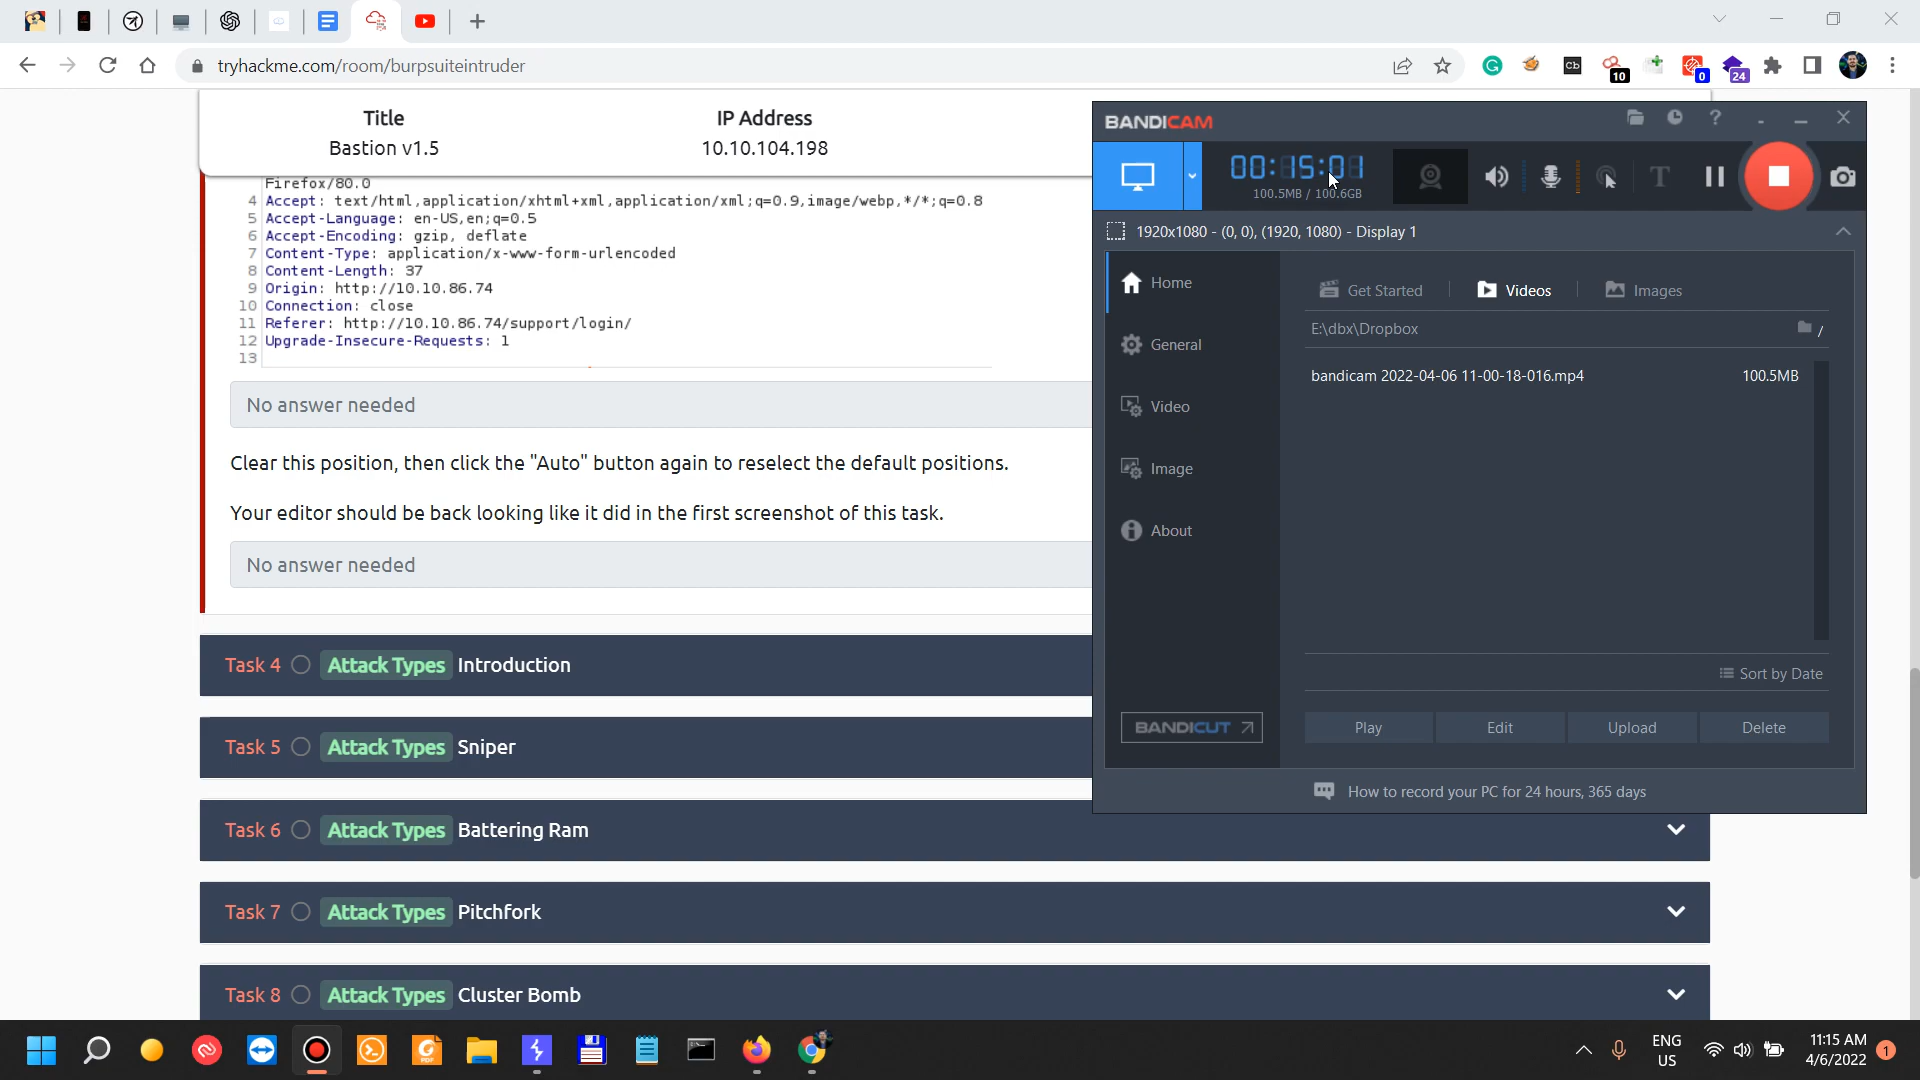 tryhackme.com/room/burpsuiteintruder
Cb
10
0
24
Title
IP Address
Bastion v1.5
10.10.104.198
Firefox/80.0
4 Accept: text/html,application/xhtml+xml,application/xml;q=0.9,image/webp,*/*;q=0.8
5 Accept-Language: en-US,en;q=0.5
6 Accept-Encoding: gzip, deflate
7 Content-Type: application/x-www-form-urlencoded
8 Content-Length: 37
9 Origin: http://10.10.86.74
10 Connection: close
11 Referer: http://10.10.86.74/support/login/
12 Upgrade-Insecure-Requests: 1
13
No answer needed
Clear this position, then click the "Auto" button again to reselect the default positions.
Your editor should be back looking like it did in the first screenshot of this task.
No answer needed
Task 4 Attack Types Introduction
Task 5 Attack Types Sniper
Task 6 Attack Types Battering Ram
Task 7 Attack Types Pitchfork
Task 8 Attack Types Cluster Bomb
BANDICAM
00:15:01
100.5MB / 100.6GB
1920x1080 - (0, 0), (1920, 1080) - Display 1
Home
General
Video
Image
About
BANDICUT
Get Started
Videos
Images
E:\dbx\Dropbox
bandicam 2022-04-06 11-00-18-016.mp4
100.5MB
Sort by Date
Play
Edit
Upload
Delete
How to record your PC for 24 hours, 365 days
PDF
ENG
US
11:15 AM
4/6/2022
1